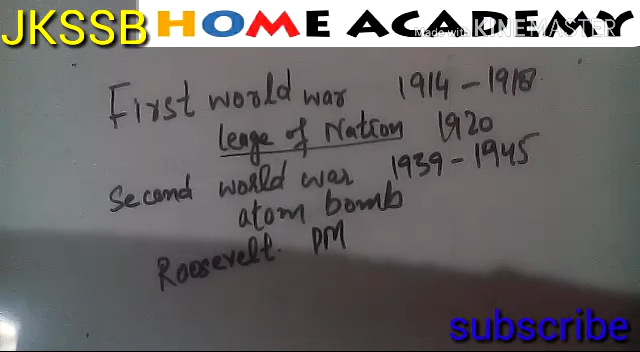 JKSSB HOME ACADEMY
Made with KINEMASTER
First world war 1914 - 1918
Leage of Nation 1920
Second world war 1939 - 1945
atom bomb
Roosevelt. PM
subscribe